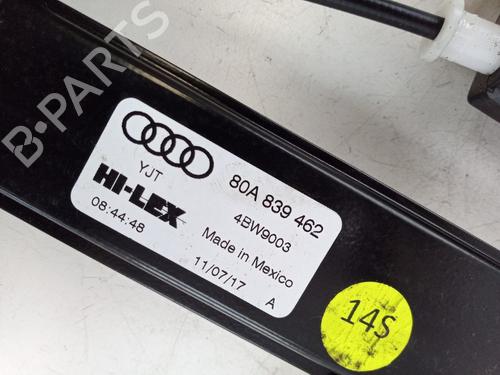 B-PARTS
YJT
80A 839 462
HI-LEX
4BW9003
08:44:48
Made in Mexico
11/07/17 A
14S